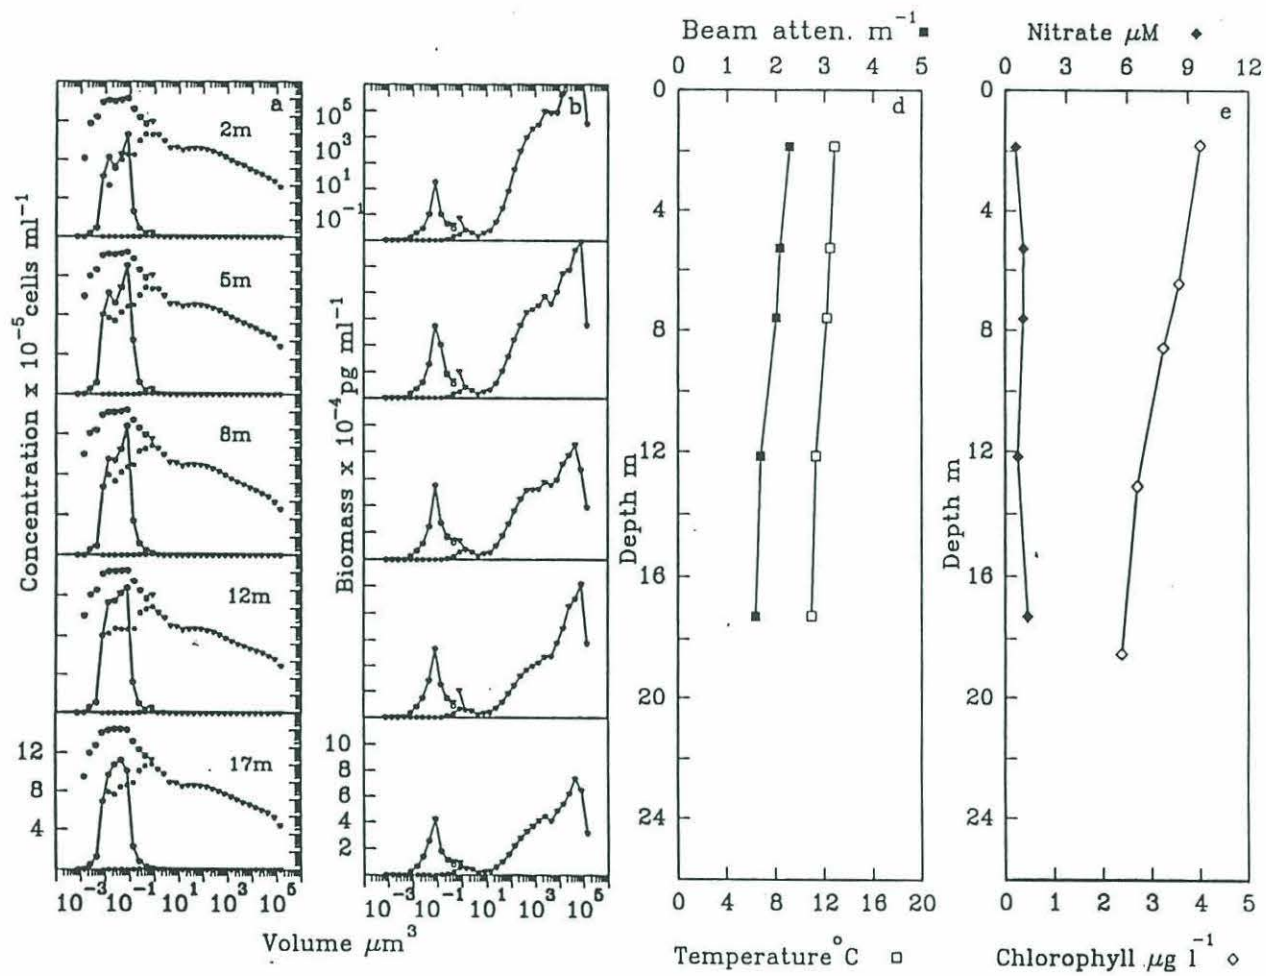 Beam atten. m⁻¹ ■
0 1 2 3 4 5
Nitrate μM ◆
0 3 6 9 12
a
2m
5m
8m
12m
17m
Concentration x 10⁻⁵ cells ml⁻¹
12
8
4
10⁻³ 10⁻¹ 10¹ 10³ 10⁵
10⁵
10³
10¹
10⁻¹
b
Biomass x 10⁻⁴ pg ml⁻¹
10
8
6
4
2
10⁻³ 10⁻¹ 10¹ 10³ 10⁵
Volume μm³
d
0
4
8
12
16
20
24
Depth m
0 4 8 12 16 20
Temperature °C □
e
0
4
8
12
16
20
24
Depth m
0 1 2 3 4 5
Chlorophyll μg l⁻¹ ◇